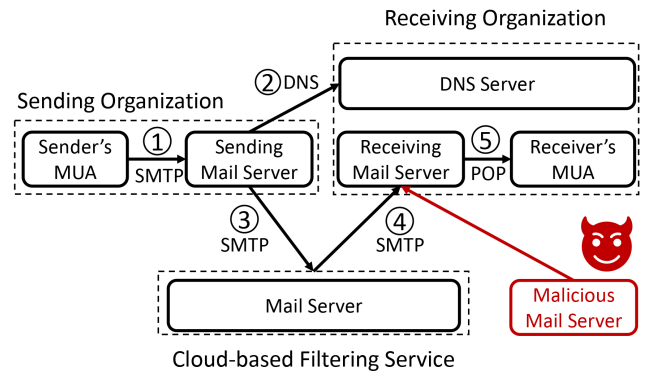 Receiving Organization
② DNS
DNS Server
Sending Organization
Sender's
MUA
①
SMTP
Sending
Mail Server
Receiving
Mail Server
⑤
POP
Receiver's
MUA
③
SMTP
④
SMTP
Mail Server
Malicious
Mail Server
Cloud-based Filtering Service